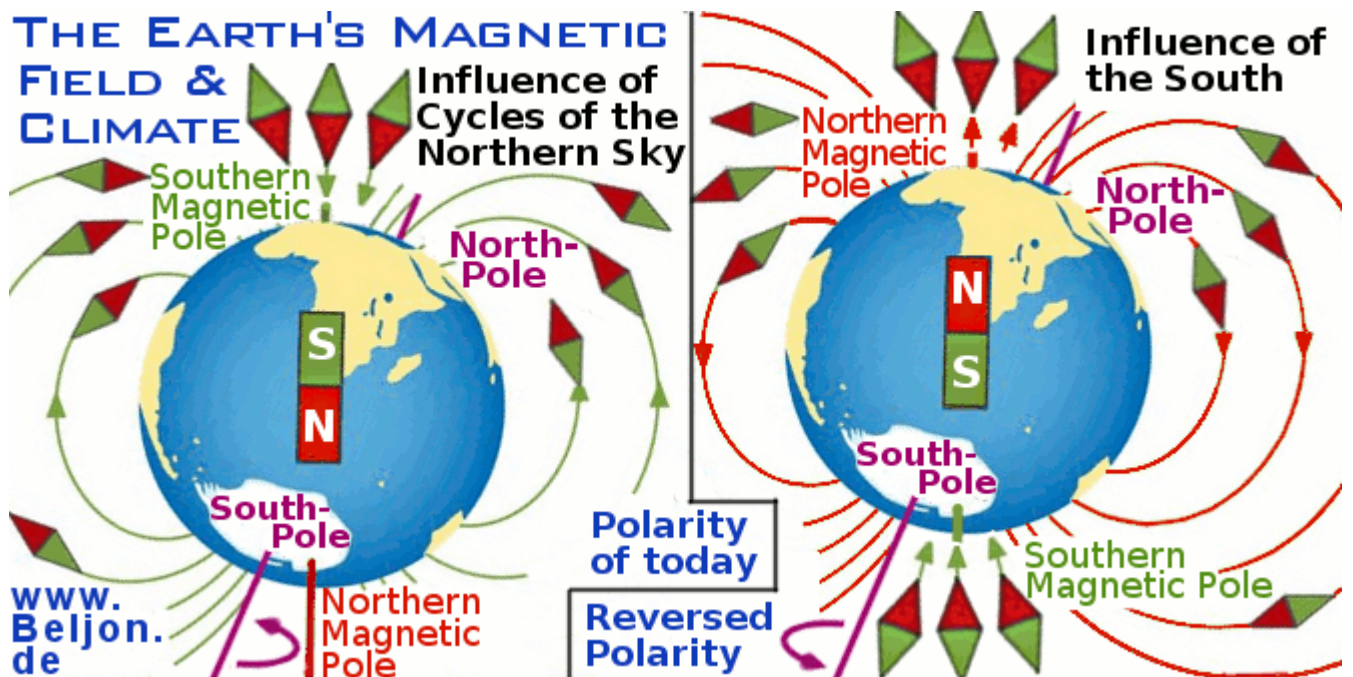 THE EARTH'S MAGNETIC
FIELD &
CLIMATE
Influence of
Cycles of the
Northern Sky
Southern
Magnetic
Pole
North-
Pole
S
N
South-
Pole
www.
Beljon.
de
Northern
Magnetic
Pole
Polarity
of today
Reversed
Polarity
Influence of
the South
Northern
Magnetic
Pole
North-
Pole
N
S
South-
Pole
Southern
Magnetic Pole